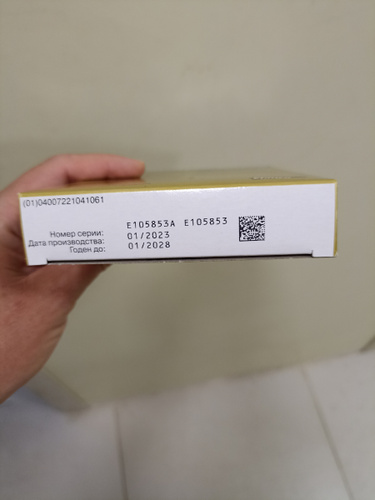 (01)04007221041061
E105853A E105853
Номер серии: 01/2023
Дата производства: 01/2028
Годен до: